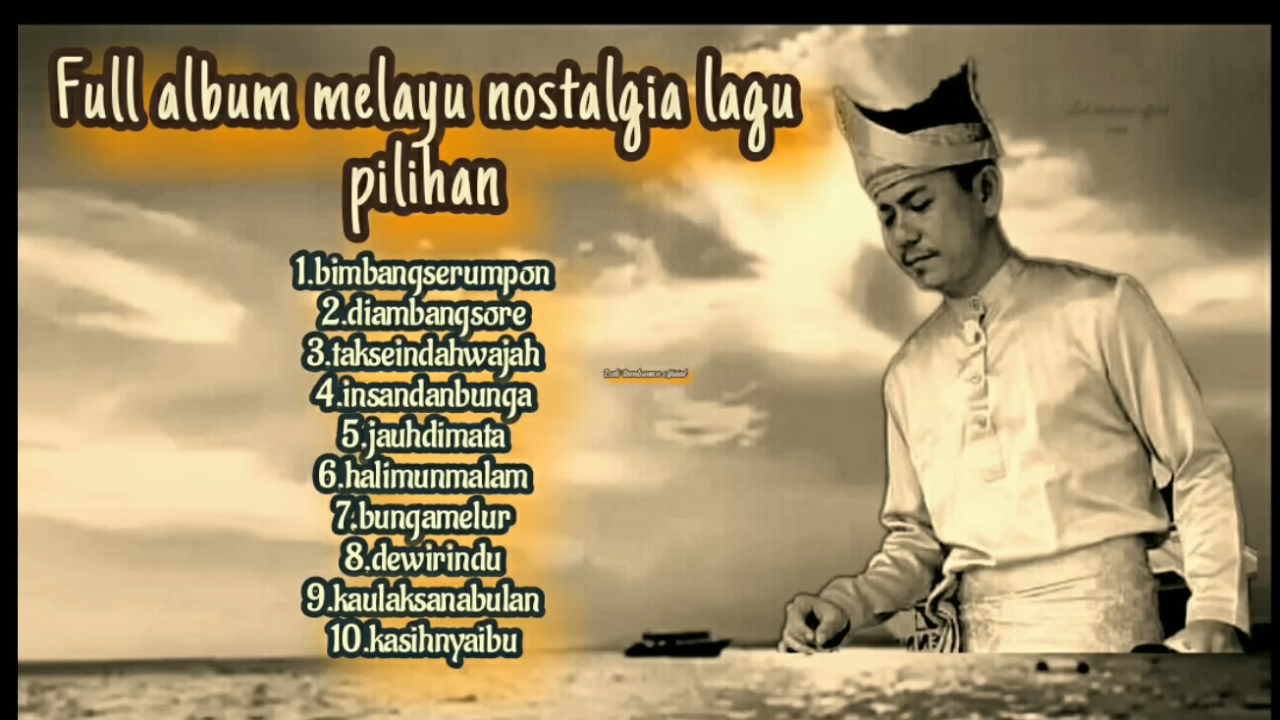 Full album melayu nostalgia lagu
pilihan
1.bimbangserumpon
2.diambangsore
3.takseindahwajah
4.insandanbunga
5.jauhdimata
6.halimunmalam
7.bungamelur
8.dewirindu
9.kaulaksanabulan
10.kasihnyaibu